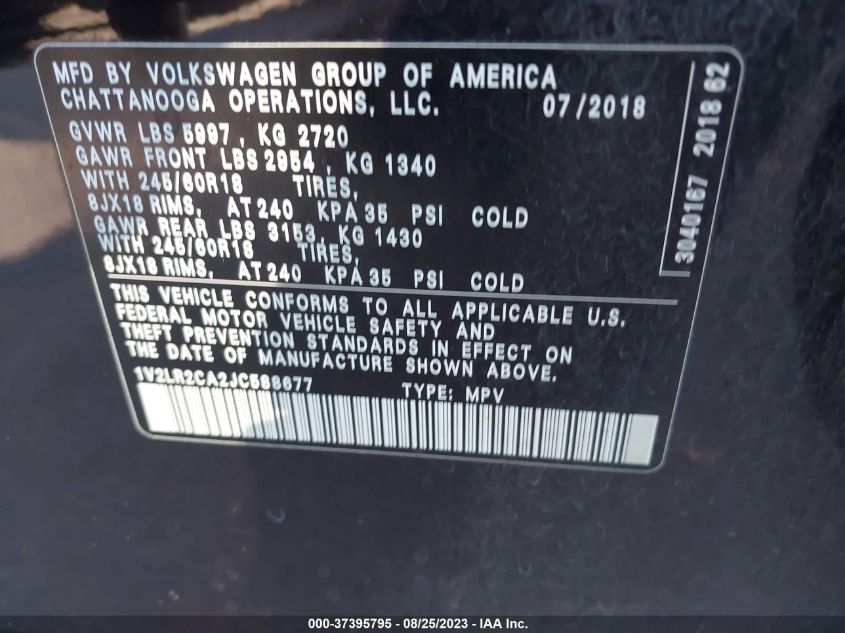 MFD BY VOLKSWAGEN GROUP OF AMERICA
CHATTANOOGA OPERATIONS, LLC. 07/2018
GVWR LBS 5997 , KG 2720
GAWR FRONT LBS 2954 , KG 1340
WITH 245/60R18 TIRES,
8JX18 RIMS, AT 240 KPA 35 PSI COLD
GAWR REAR LBS 3153, KG 1430
WITH 245/60R18 TIRES,
8JX18 RIMS, AT 240 KPA 35 PSI COLD
THIS VEHICLE CONFORMS TO ALL APPLICABLE U.S.
FEDERAL MOTOR VEHICLE SAFETY AND
THEFT PREVENTION STANDARDS IN EFFECT ON
THE DATE OF MANUFACTURE SHOWN ABOVE.
1V2LR2CA2JC588677 TYPE: MPV
3040167 2018 62
000-37395795 - 08/25/2023 - IAA Inc.